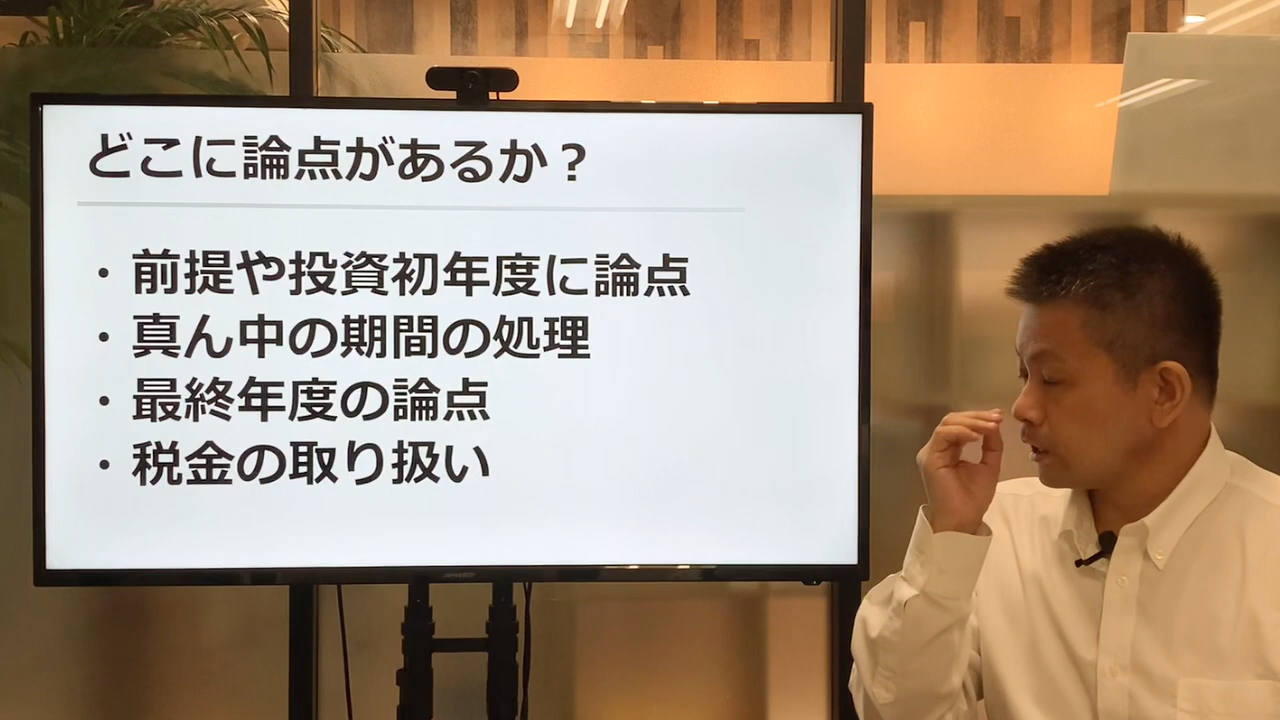 どこに論点があるか？
・前提や投資初年度に論点
・真ん中の期間の処理
・最終年度の論点
・税金の取り扱い